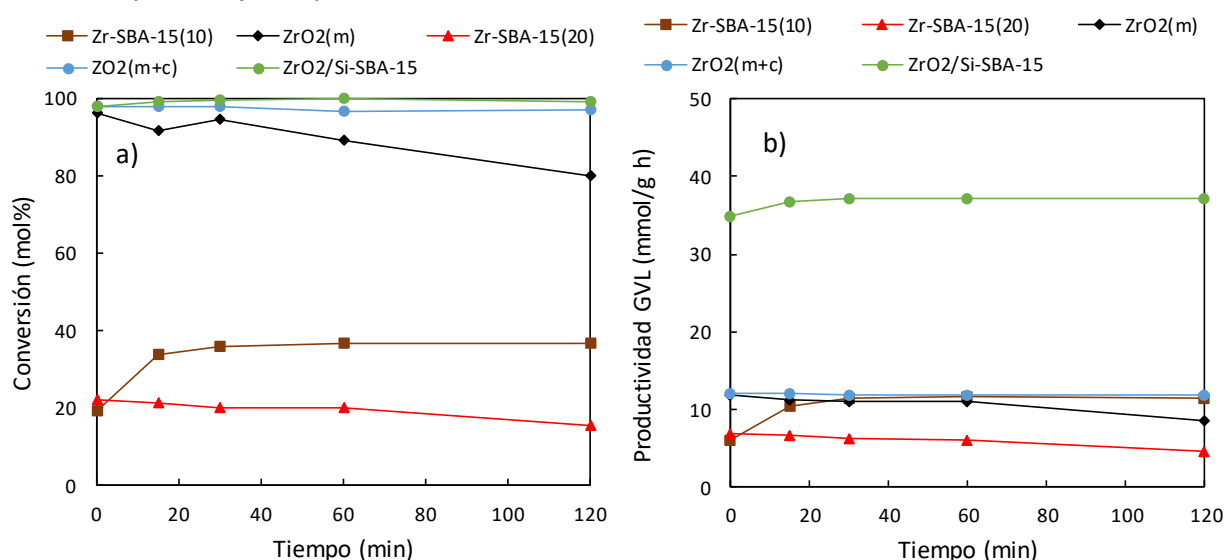 Zr-SBA-15(10) ZrO2(m) Zr-SBA-15(20)
ZO2(m+c) ZrO2/Si-SBA-15
100
80
60
40
20
0
0 20 40 60 80 100 120
Conversión (mol%)
Tiempo (min)
a)
Zr-SBA-15(10) Zr-SBA-15(20) ZrO2(m)
ZrO2(m+c) ZrO2/Si-SBA-15
50
40
30
20
10
0
0 20 40 60 80 100 120
Productividad GVL (mmol/g h)
Tiempo (min)
b)